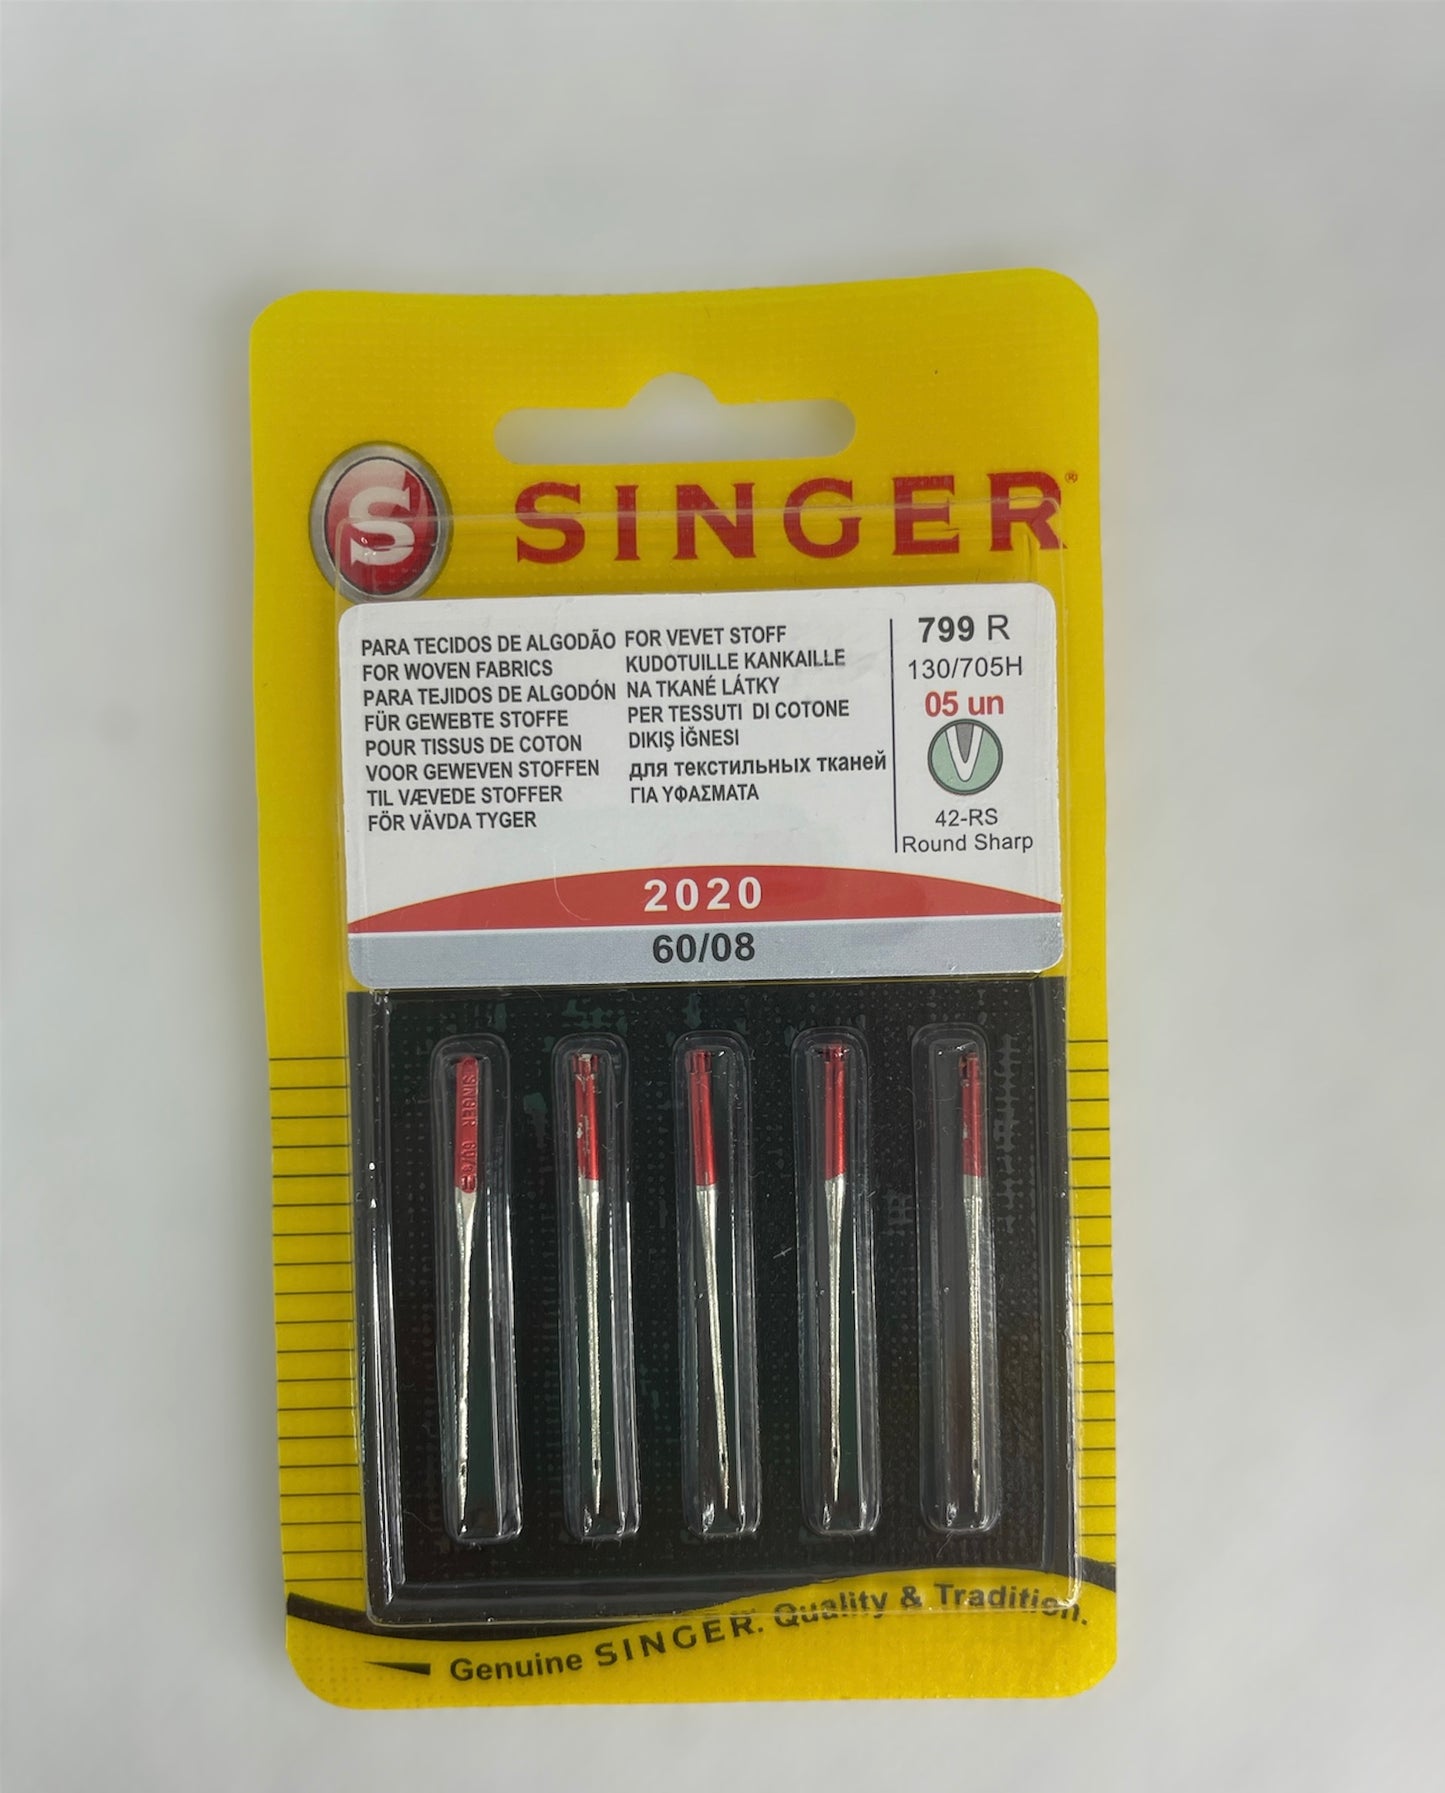 S
SINGER®
PARA TECIDOS DE ALGODÃO
FOR WOVEN FABRICS
PARA TEJIDOS DE ALGODÓN
FÜR GEWEBTE STOFFE
POUR TISSUS DE COTON
VOOR GEWEVEN STOFFEN
TIL VÆVEDE STOFFER
FÖR VÄVDA TYGER
FOR VEVET STOFF
KUDOTUILLE KANKAILLE
NA TKANÉ LÁTKY
PER TESSUTI DI COTONE
DIKIŞ İĞNESI
для текстильных тканей
ΓΙΑ ΥΦΑΣΜΑΤΑ
799 R
130/705H
05 un
42-RS
Round Sharp
2020
60/08
SINGER
Genuine SINGER. Quality & Tradition.